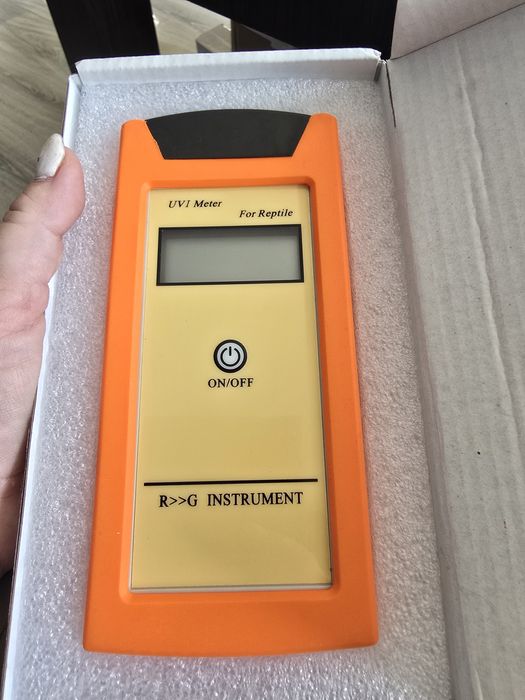 UVI Meter
For Reptile
ON/OFF
R>>G INSTRUMENT